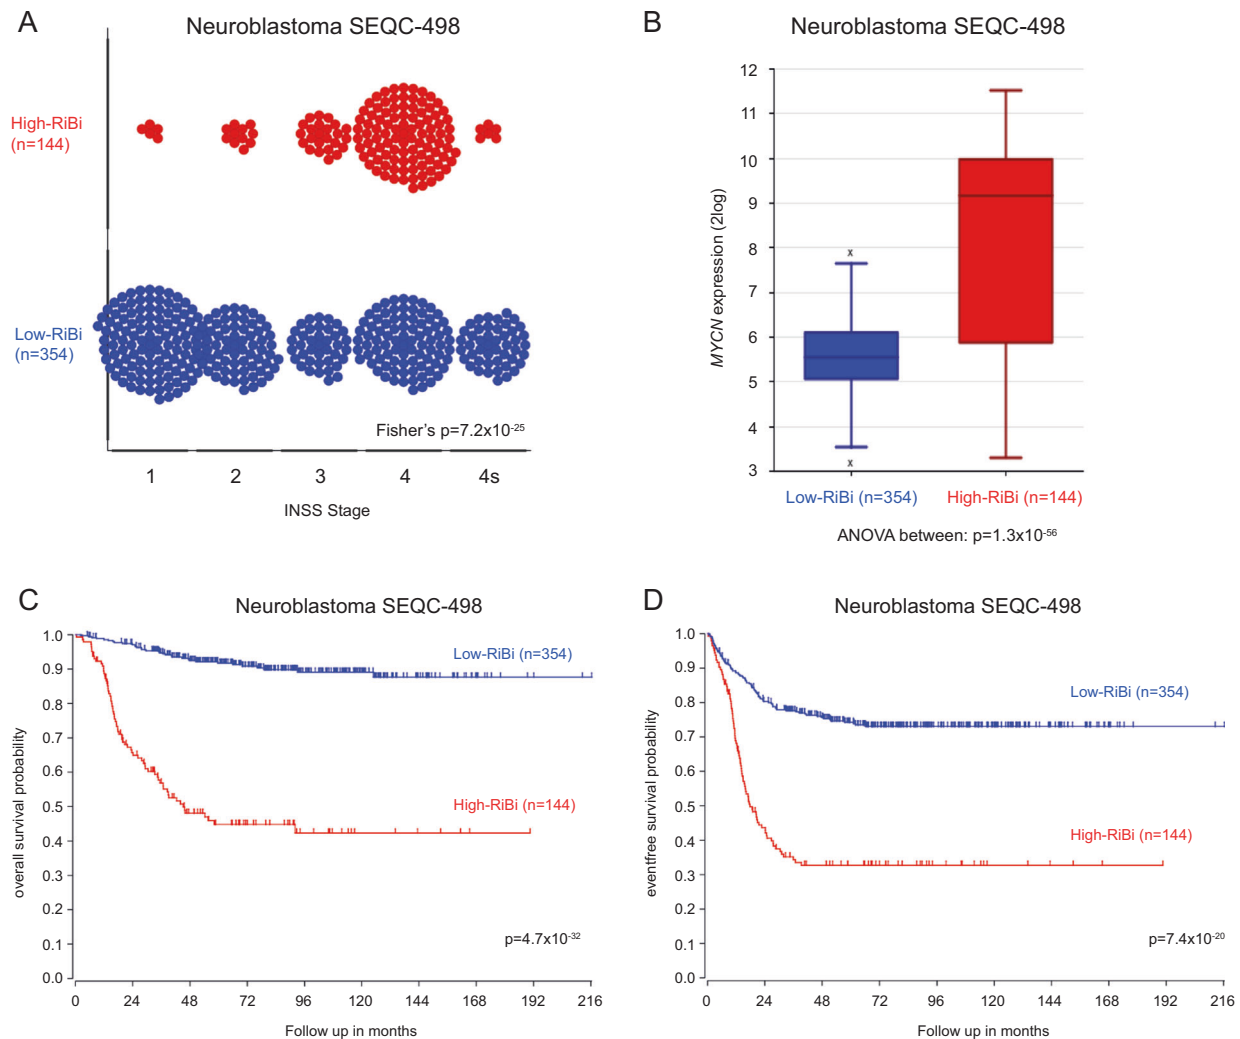 A
Neuroblastoma SEQC-498
High-RiBi
(n=144)
Low-RiBi
(n=354)
Fisher's p=7.2x10-25
1 2 3 4 4s
INSS Stage
B
Neuroblastoma SEQC-498
12
11
10
9
8
7
6
5
4
3
MYCN expression (2log)
x
x
Low-RiBi (n=354) High-RiBi (n=144)
ANOVA between: p=1.3x10-56
C
Neuroblastoma SEQC-498
1.0
0.9
0.8
0.7
0.6
0.5
0.4
0.3
0.2
0.1
0.0
overall survival probability
Low-RiBi (n=354)
High-RiBi (n=144)
p=4.7x10-32
0 24 48 72 96 120 144 168 192 216
Follow up in months
D
Neuroblastoma SEQC-498
1.0
0.9
0.8
0.7
0.6
0.5
0.4
0.3
0.2
0.1
0.0
eventfree survival probability
Low-RiBi (n=354)
High-RiBi (n=144)
p=7.4x10-20
0 24 48 72 96 120 144 168 192 216
Follow up in months